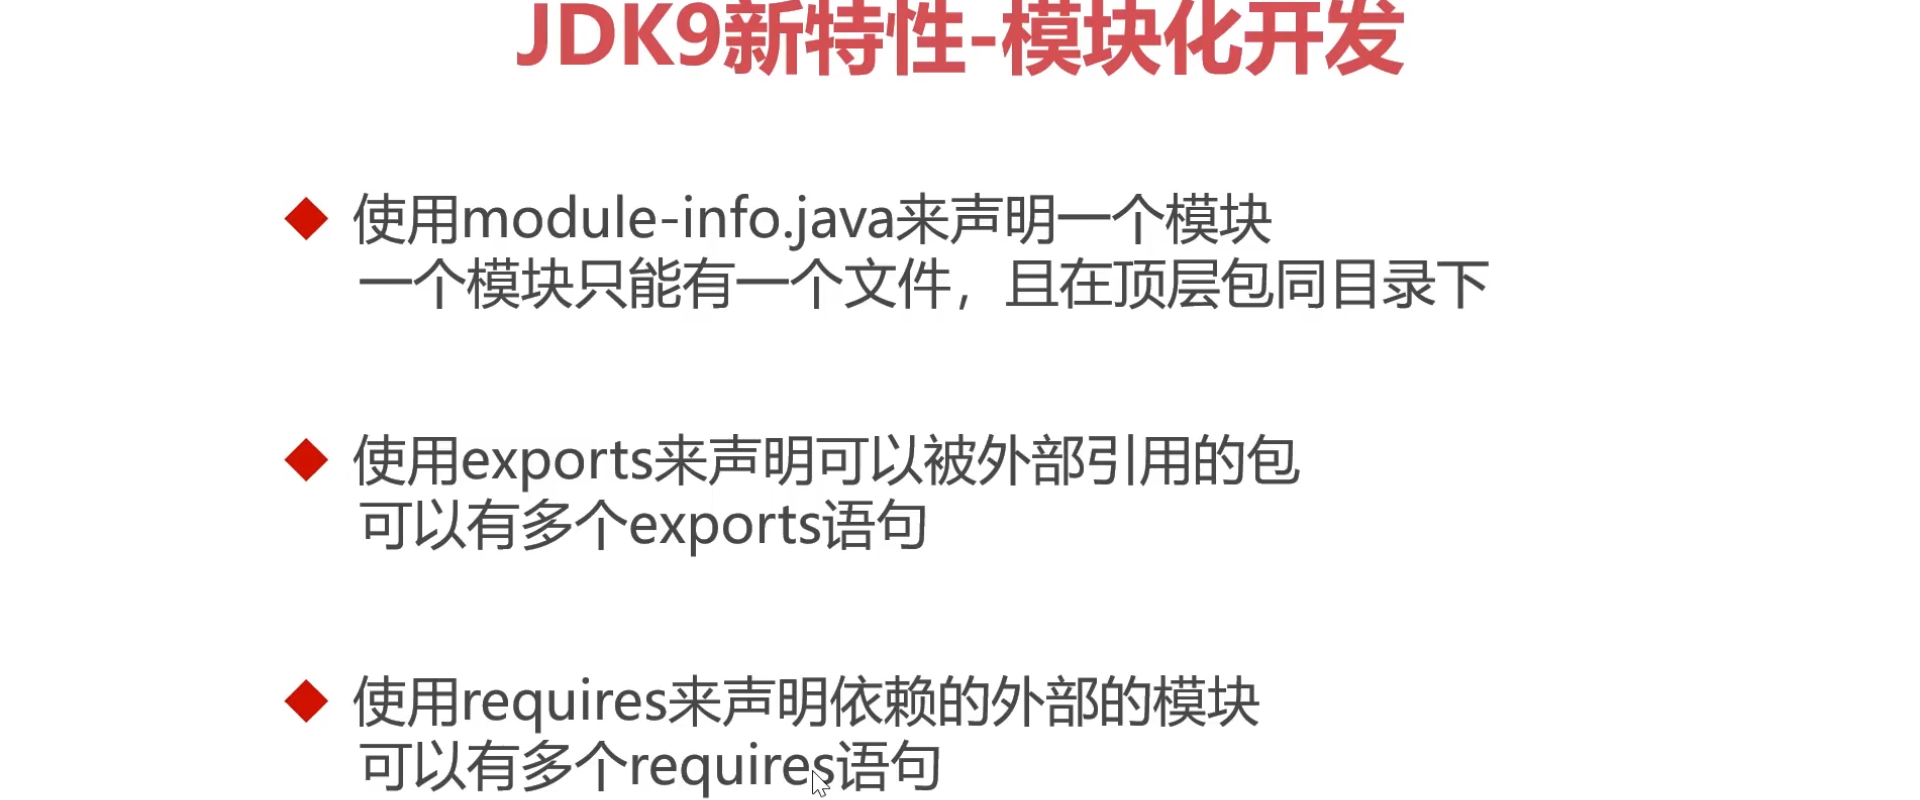 JDK9新特性-模块化开发
使用module-info.java来声明一个模块
一个模块只能有一个文件，且在顶层包同目录下
使用exports来声明可以被外部引用的包
可以有多个exports语句
使用requires来声明依赖的外部的模块
可以有多个requires语句